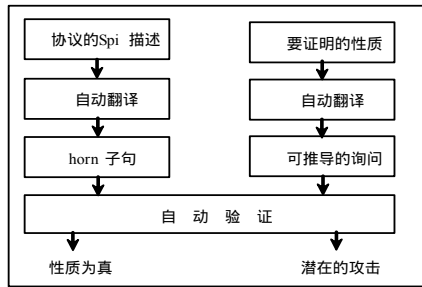 协议的Spi 描述
要证明的性质
自动翻译
自动翻译
horn 子句
可推导的询问
自 动 验 证
性质为真
潜在的攻击